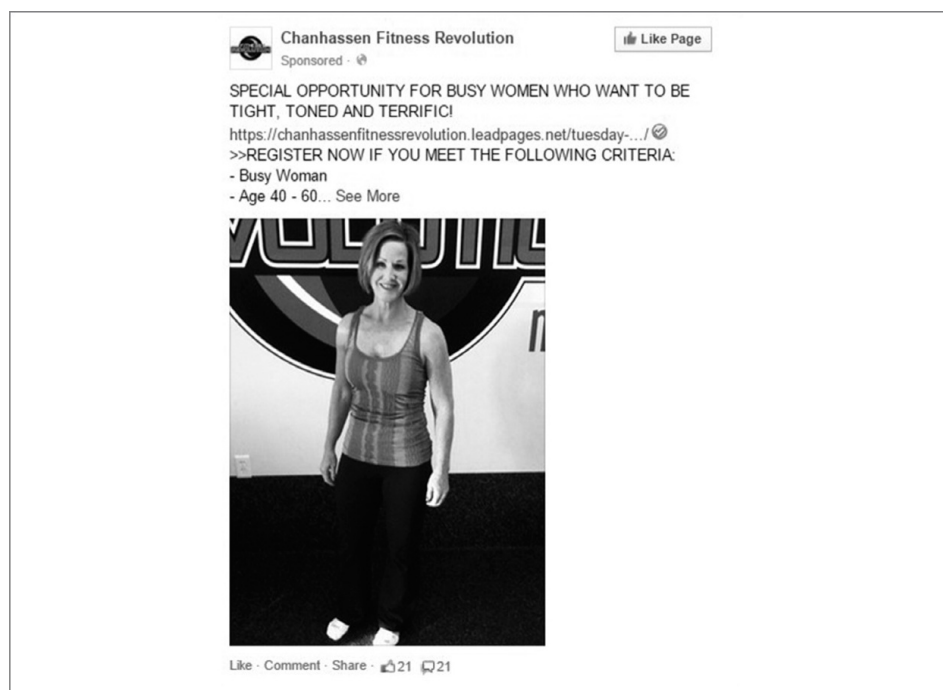 Chanhassen Fitness Revolution
Like Page
Sponsored ·
SPECIAL OPPORTUNITY FOR BUSY WOMEN WHO WANT TO BE
TIGHT, TONED AND TERRIFIC!
https://chanhassenfitnessrevolution.leadpages.net/tuesday-.../
>>REGISTER NOW IF YOU MEET THE FOLLOWING CRITERIA:
- Busy Woman
- Age 40 - 60... See More
Like · Comment · Share · 21 21